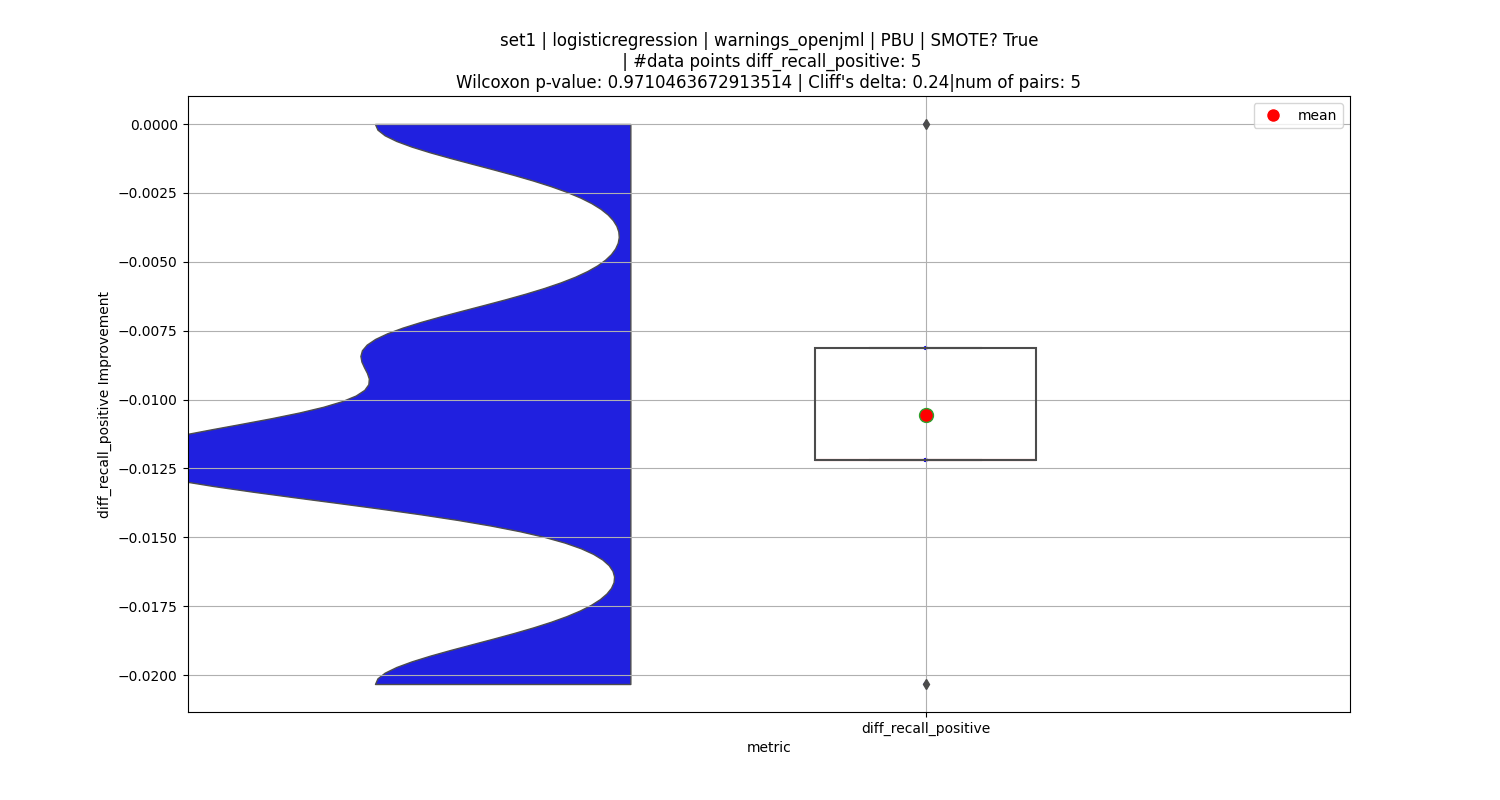 set1 | logisticregression | warnings_openjml | PBU | SMOTE? True
| #data points diff_recall_positive: 5
Wilcoxon p-value: 0.9710463672913514 | Cliff's delta: 0.24|num of pairs: 5
mean
0.0000
−0.0025
−0.0050
−0.0075
−0.0100
−0.0125
−0.0150
−0.0175
−0.0200
diff_recall_positive Improvement
diff_recall_positive
metric